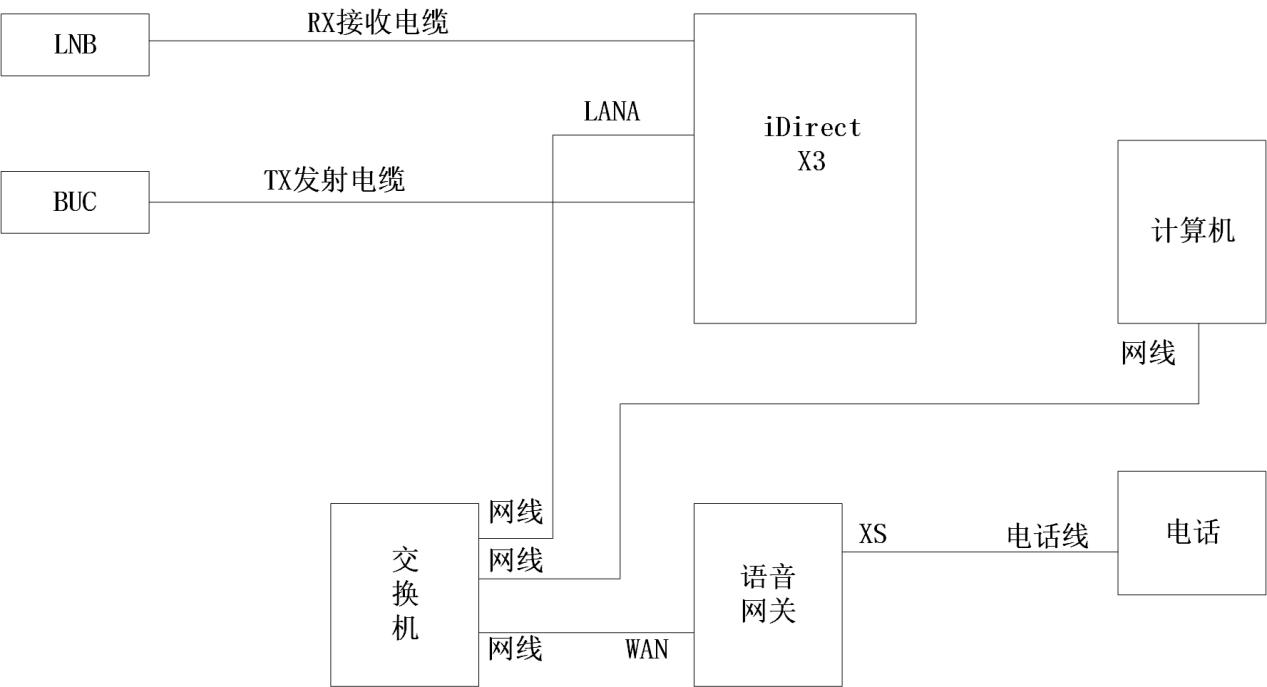 RX接收电缆
LNB
LANA
iDirect
X3
TX发射电缆
BUC
计算机
网线
网线
交
换
机
网线
网线
WAN
语音
网关
XS
电话线
电话